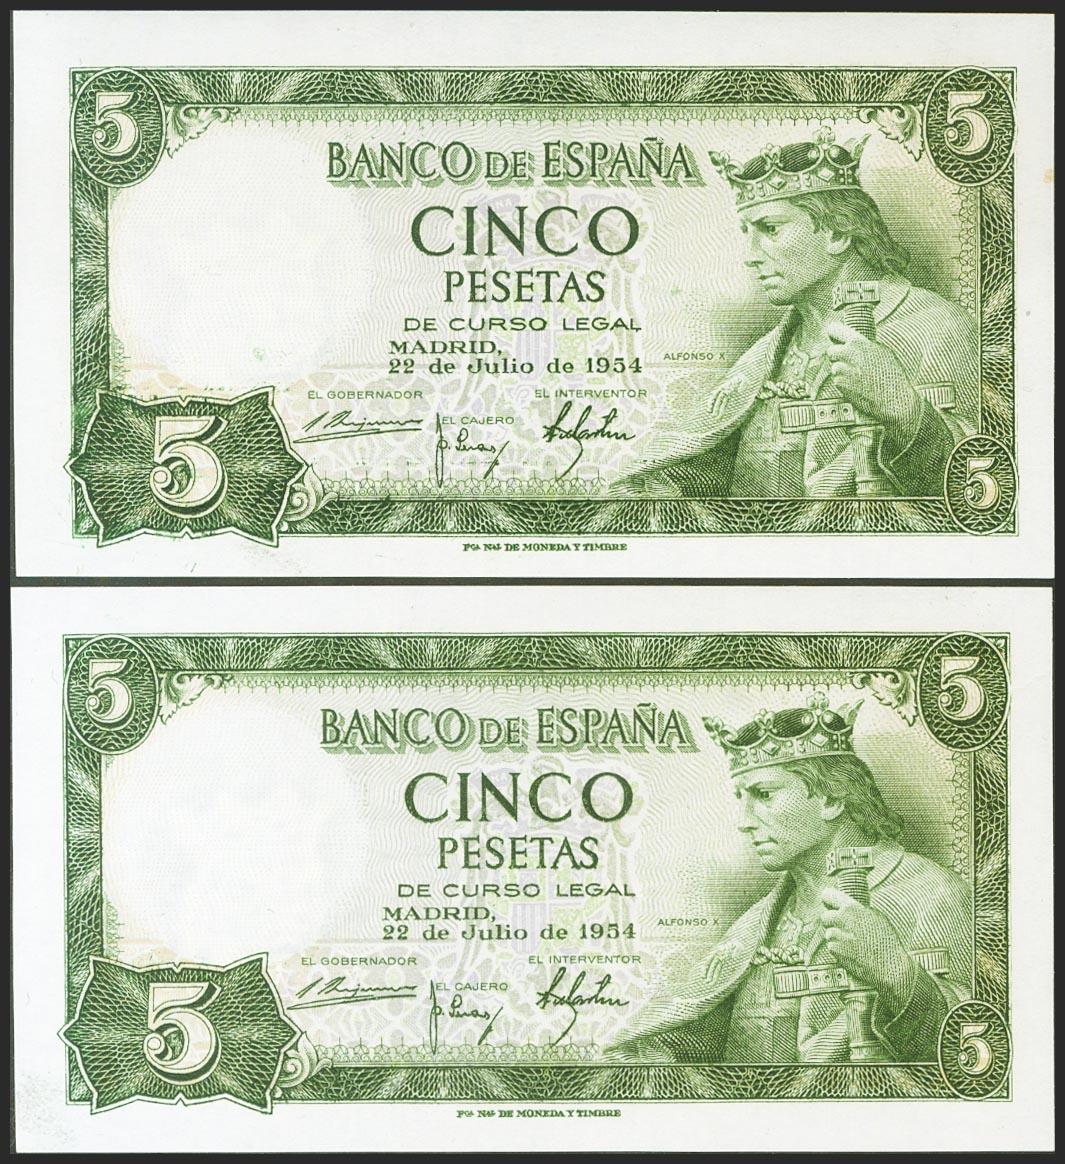 5 5
BANCO DE ESPAÑA
CINCO
PESETAS
DE CURSO LEGAL
MADRID,
22 de Julio de 1954
ALFONSO X
EL GOBERNADOR EL INTERVENTOR
EL CAJERO
5 5
Fca. Nal. DE MONEDA Y TIMBRE
5 5
BANCO DE ESPAÑA
CINCO
PESETAS
DE CURSO LEGAL
MADRID,
22 de Julio de 1954
ALFONSO X
EL GOBERNADOR EL INTERVENTOR
EL CAJERO
5 5
Fca. Nal. DE MONEDA Y TIMBRE